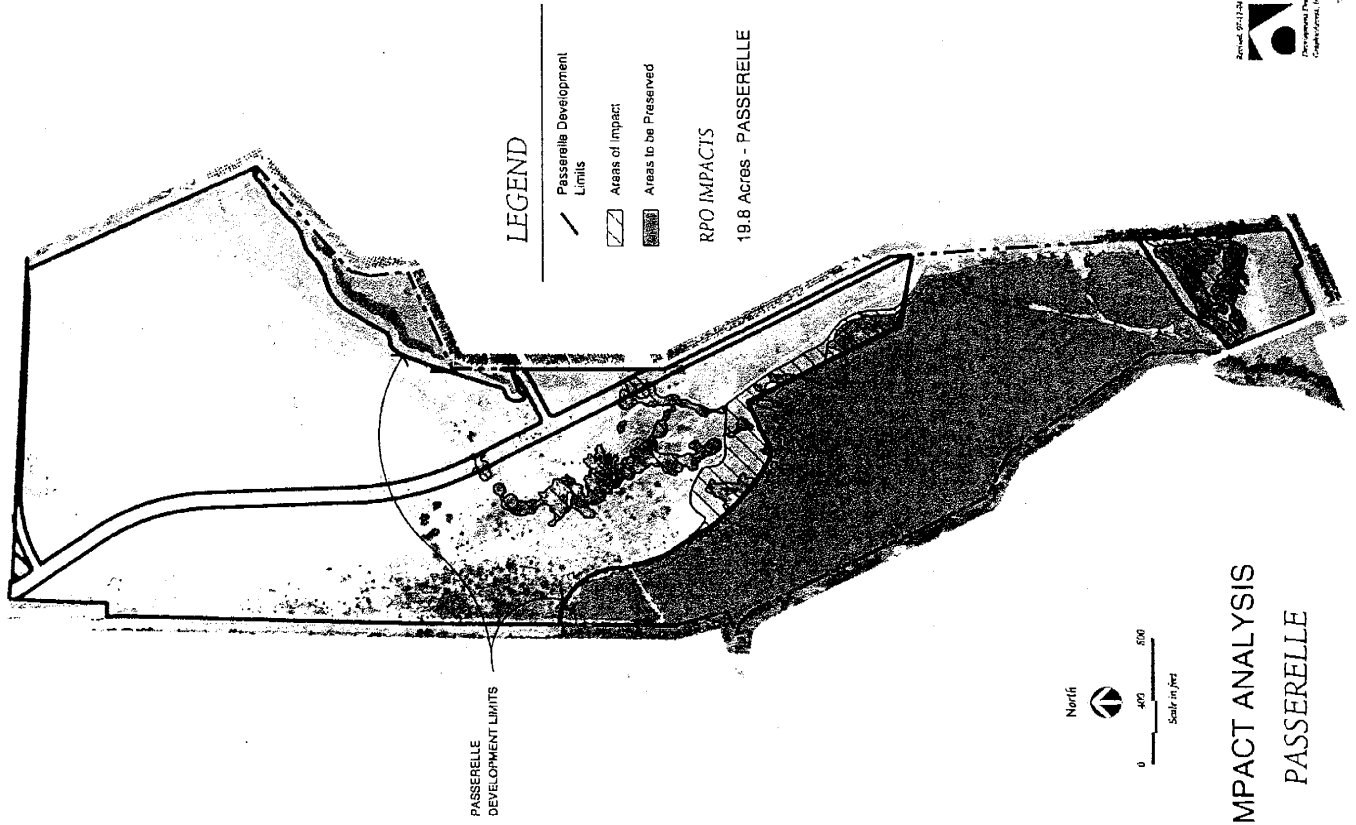 LEGEND
Passerelle Development
Limits
Areas of Impact
Areas to be Preserved
RPO IMPACTS
19.8 Acres - PASSERELLE
PASSERELLE
DEVELOPMENT LIMITS
North
0 400 800
Scale in feet
MPACT ANALYSIS
PASSERELLE